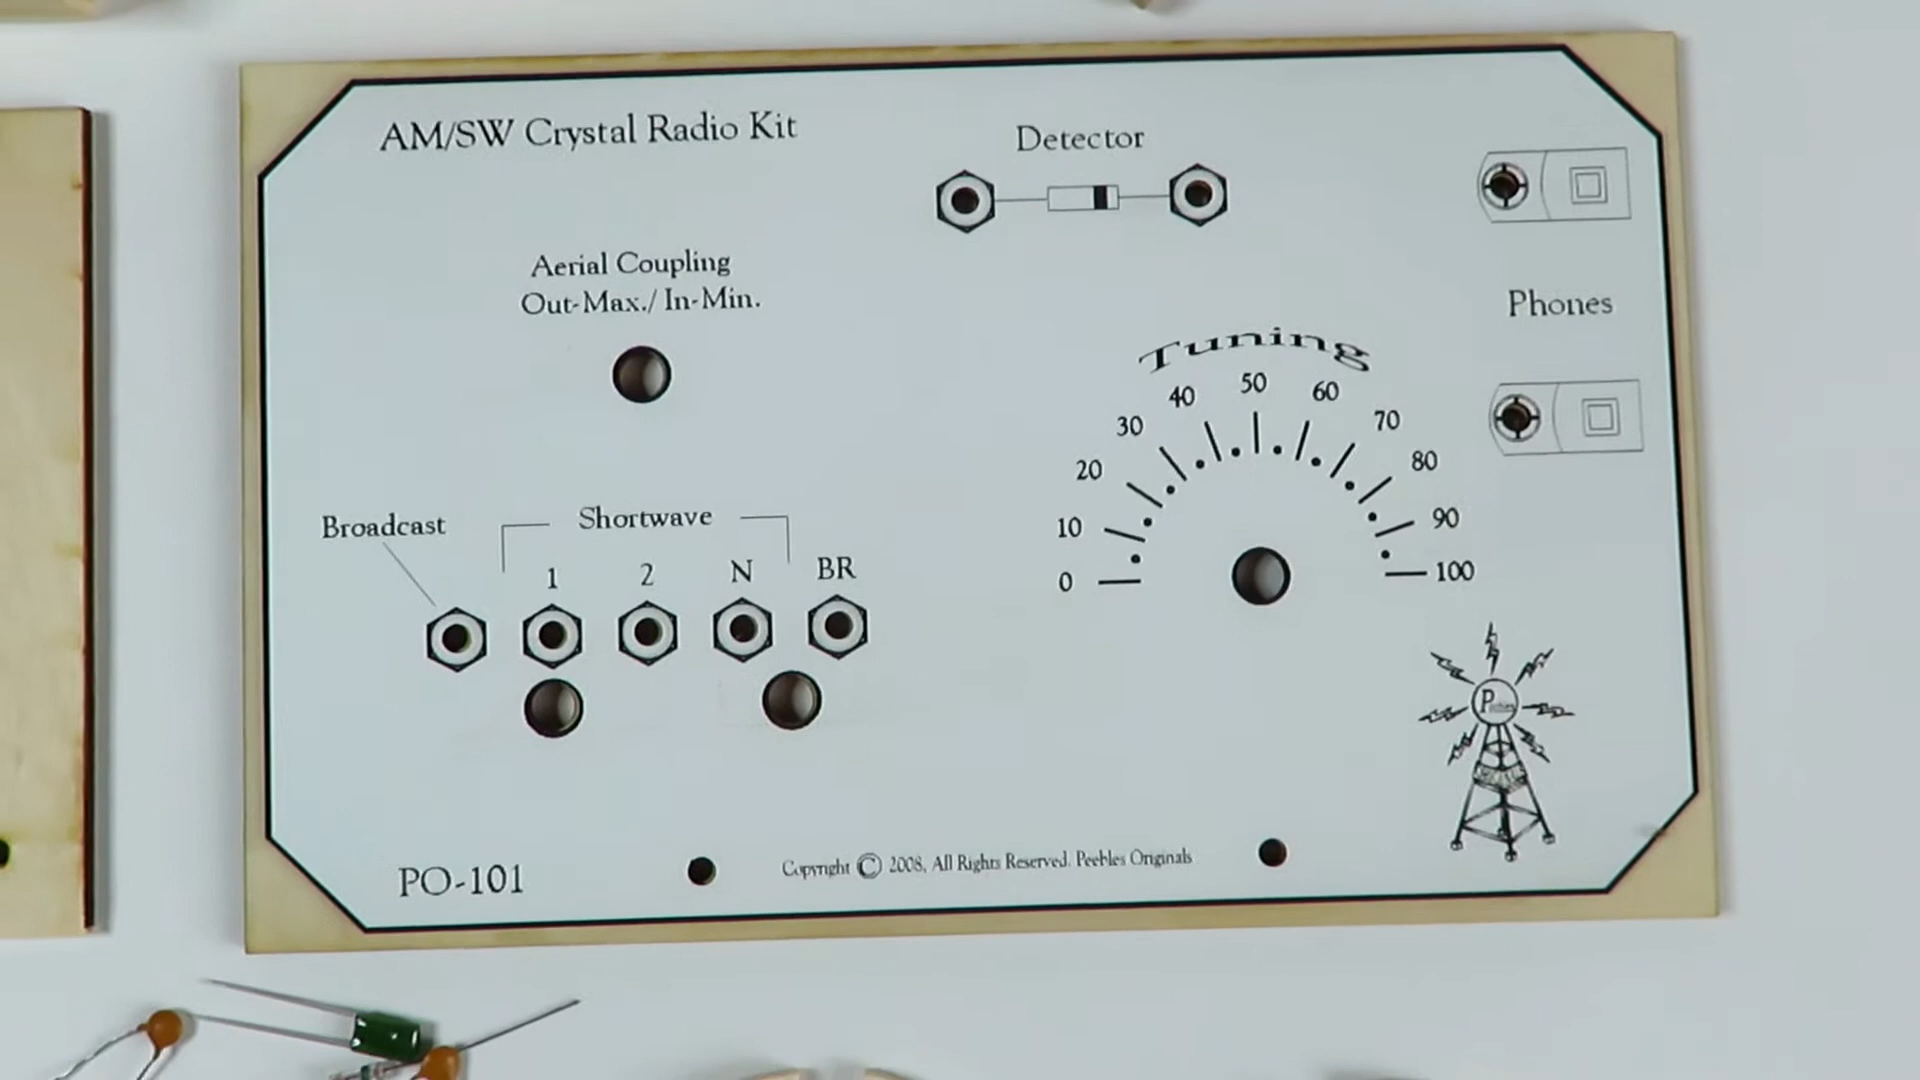 AM/SW Crystal Radio Kit
Detector
Aerial Coupling
Out-Max./ In-Min.
Phones
Tuning
0 10 20 30 40 50 60 70 80 90 100
Broadcast
Shortwave
1 2 N BR
PO-101
Copyright © 2008, All Rights Reserved. Peebles Originals